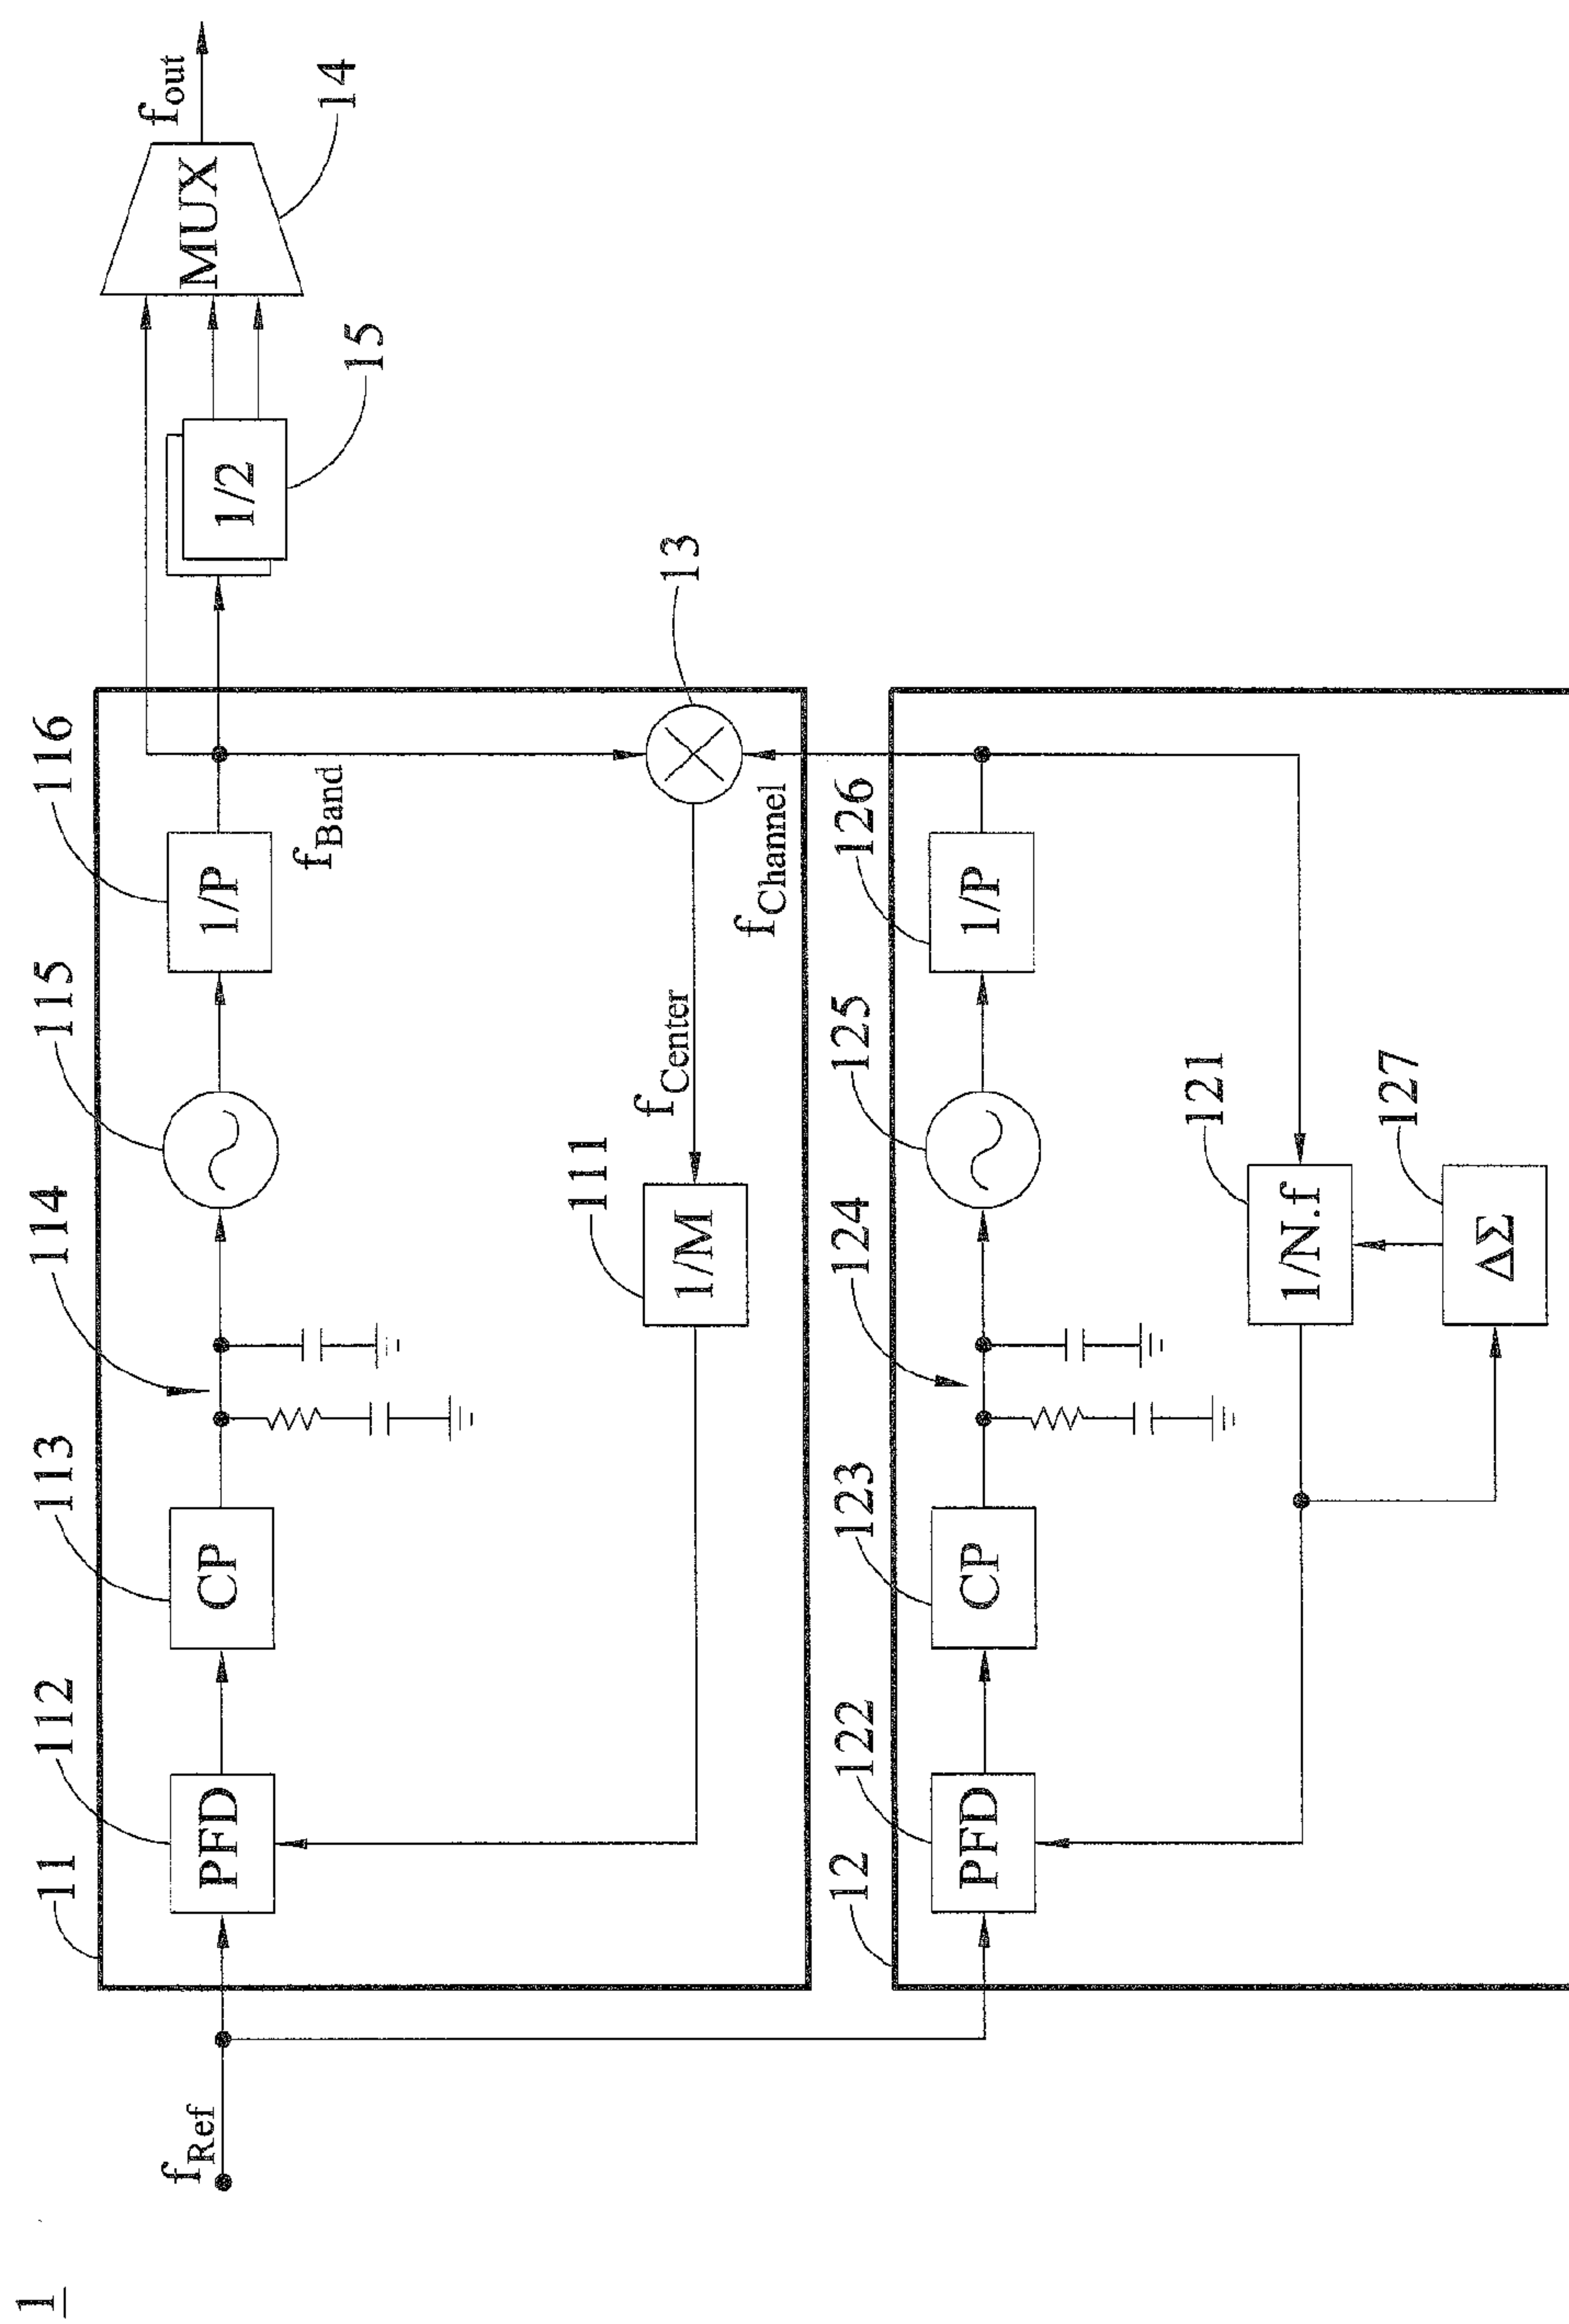 1
f_Ref
11
112
PFD
113
CP
114
115
116
1/P
f_Band
1/2
15
f_out
MUX
14
111
1/M
f_Center
13
f_Channel
12
122
PFD
123
CP
124
125
126
1/P
121
1/N.f
127
ΔΣ